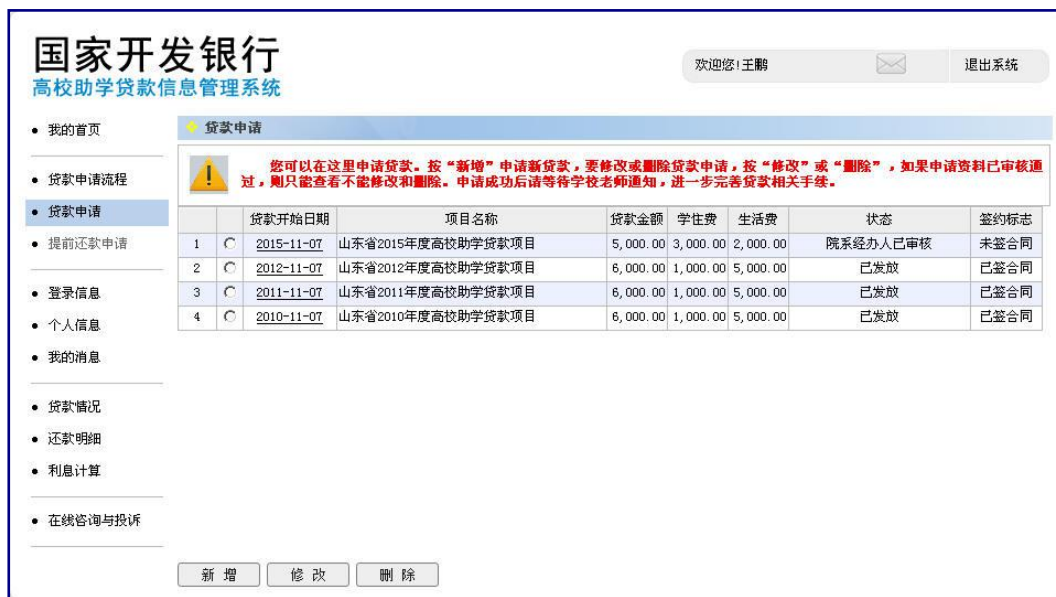 国家开发银行
高校助学贷款信息管理系统
欢迎您!王鹏
退出系统
我的首页
贷款申请流程
贷款申请
提前还款申请
登录信息
个人信息
我的消息
贷款情况
还款明细
利息计算
在线咨询与投诉
贷款申请
您可以在这里申请贷款。按“新增”申请新贷款，要修改或删除贷款申请，按“修改”或“删除”，如果申请资料已审核通
过，则只能查看不能修改和删除。申请成功后请等待学校老师通知，进一步完善贷款相关手续。
贷款开始日期 项目名称 贷款金额 学住费 生活费 状态 签约标志
1 2015-11-07 山东省2015年度高校助学贷款项目 5,000.00 3,000.00 2,000.00 院系经办人已审核 未签合同
2 2012-11-07 山东省2012年度高校助学贷款项目 6,000.00 1,000.00 5,000.00 已发放 已签合同
3 2011-11-07 山东省2011年度高校助学贷款项目 6,000.00 1,000.00 5,000.00 已发放 已签合同
4 2010-11-07 山东省2010年度高校助学贷款项目 6,000.00 1,000.00 5,000.00 已发放 已签合同
新 增 修 改 删 除